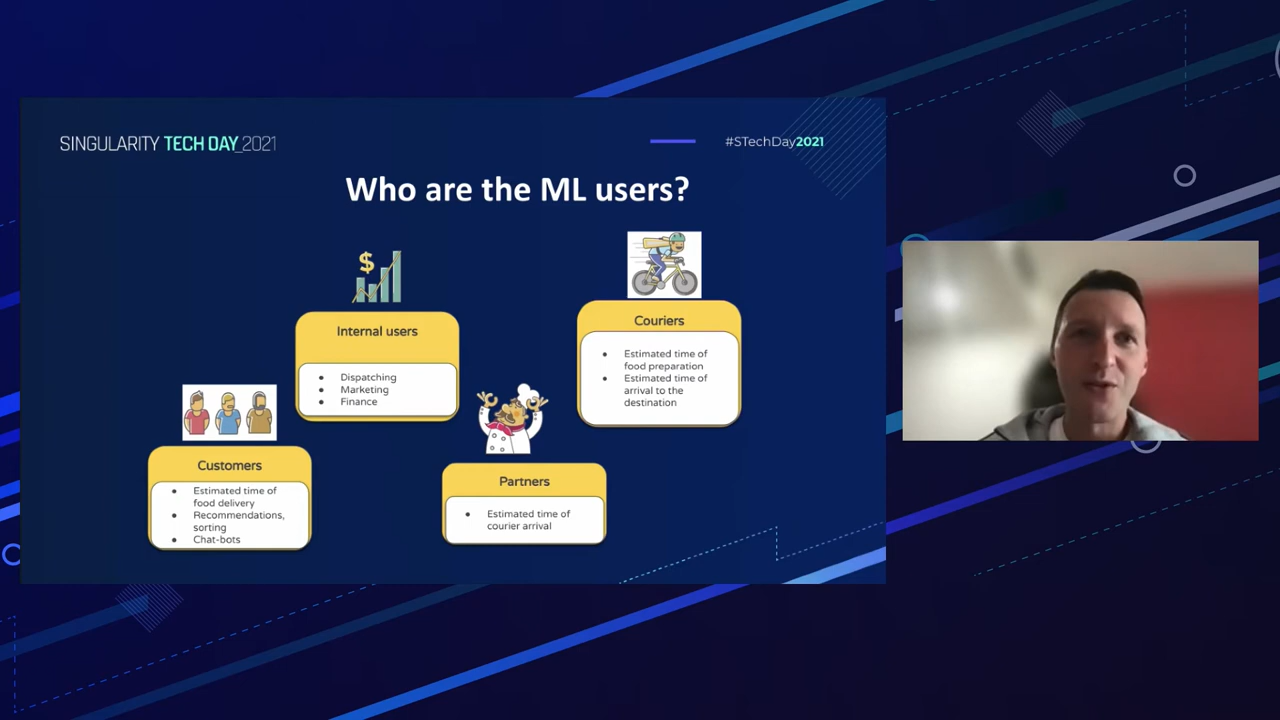 SINGULARITY TECH DAY_2021
#STechDay2021
Who are the ML users?
Internal users
Dispatching
Marketing
Finance
Couriers
Estimated time of
food preparation
Estimated time of
arrival to the
destination
Customers
Estimated time of
food delivery
Recommendations,
sorting
Chat-bots
Partners
Estimated time of
courier arrival